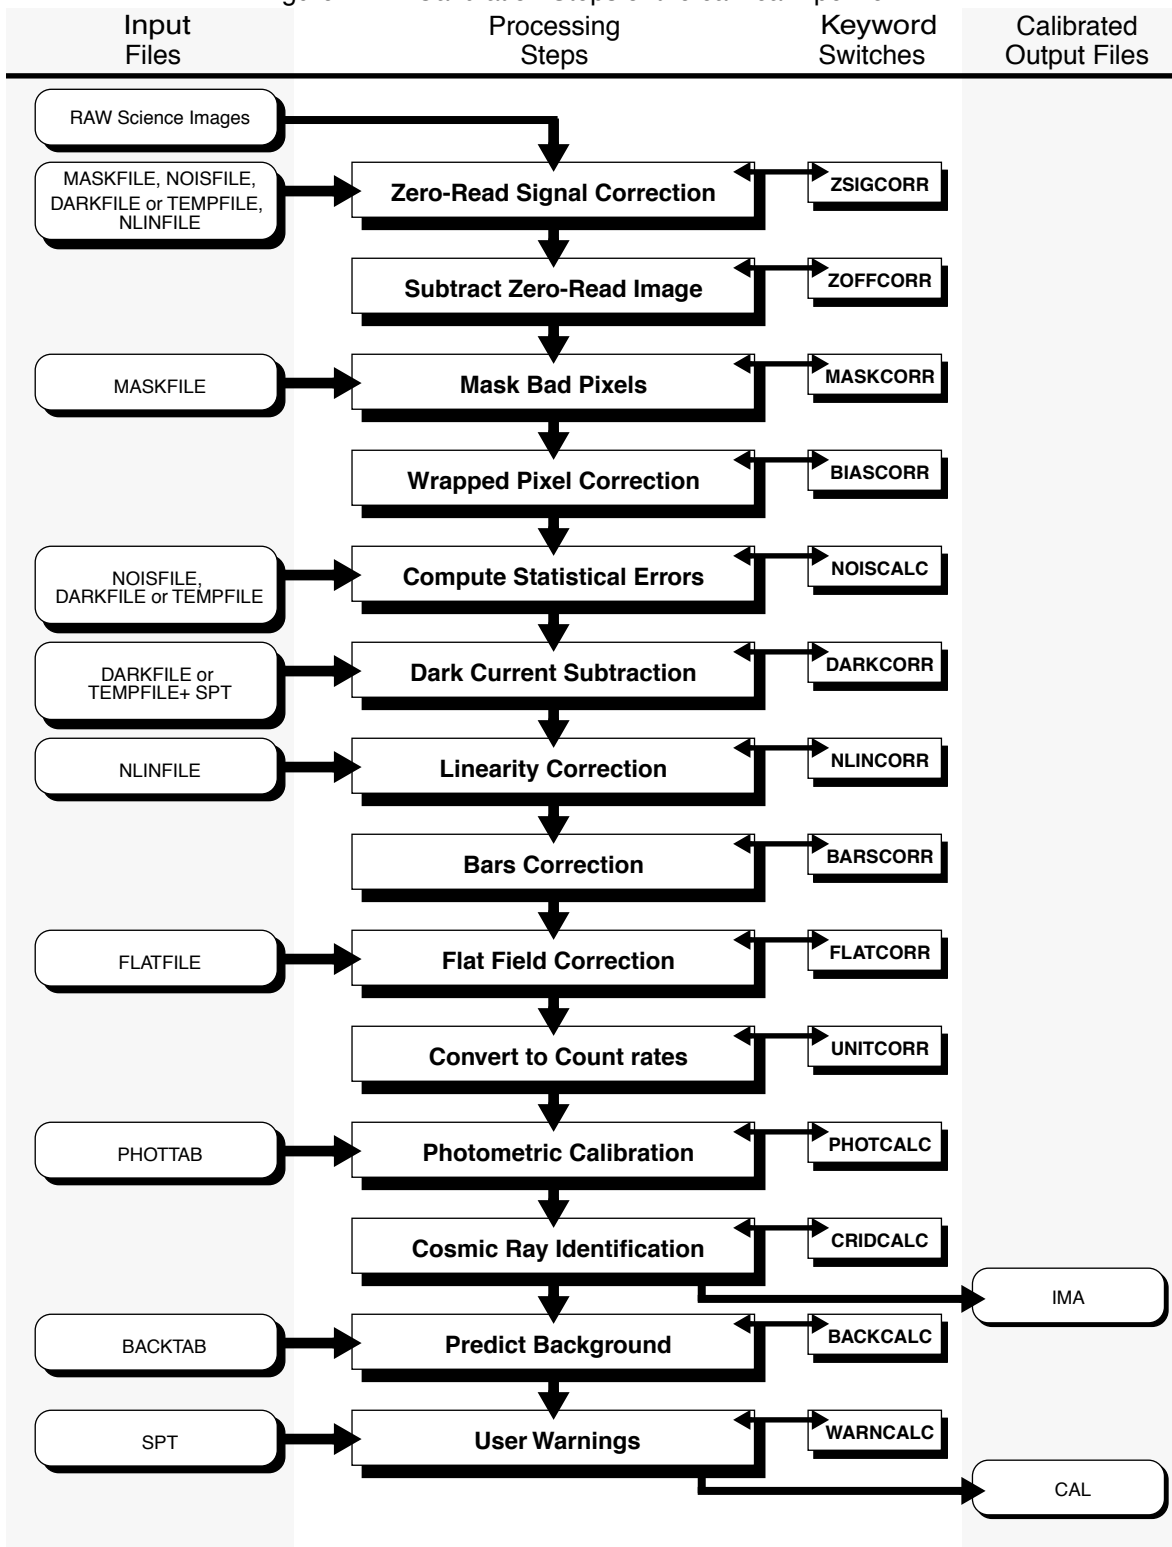 Input
Files
Processing
Steps
Keyword
Switches
Calibrated
Output Files
RAW Science Images
MASKFILE, NOISFILE,
DARKFILE or TEMPFILE,
NLINFILE
Zero-Read Signal Correction
ZSIGCORR
Subtract Zero-Read Image
ZOFFCORR
MASKFILE
Mask Bad Pixels
MASKCORR
Wrapped Pixel Correction
BIASCORR
NOISFILE,
DARKFILE or TEMPFILE
Compute Statistical Errors
NOISCALC
DARKFILE or
TEMPFILE+ SPT
Dark Current Subtraction
DARKCORR
NLINFILE
Linearity Correction
NLINCORR
Bars Correction
BARSCORR
FLATFILE
Flat Field Correction
FLATCORR
Convert to Count rates
UNITCORR
PHOTTAB
Photometric Calibration
PHOTCALC
Cosmic Ray Identification
CRIDCALC
IMA
BACKTAB
Predict Background
BACKCALC
SPT
User Warnings
WARNCALC
CAL